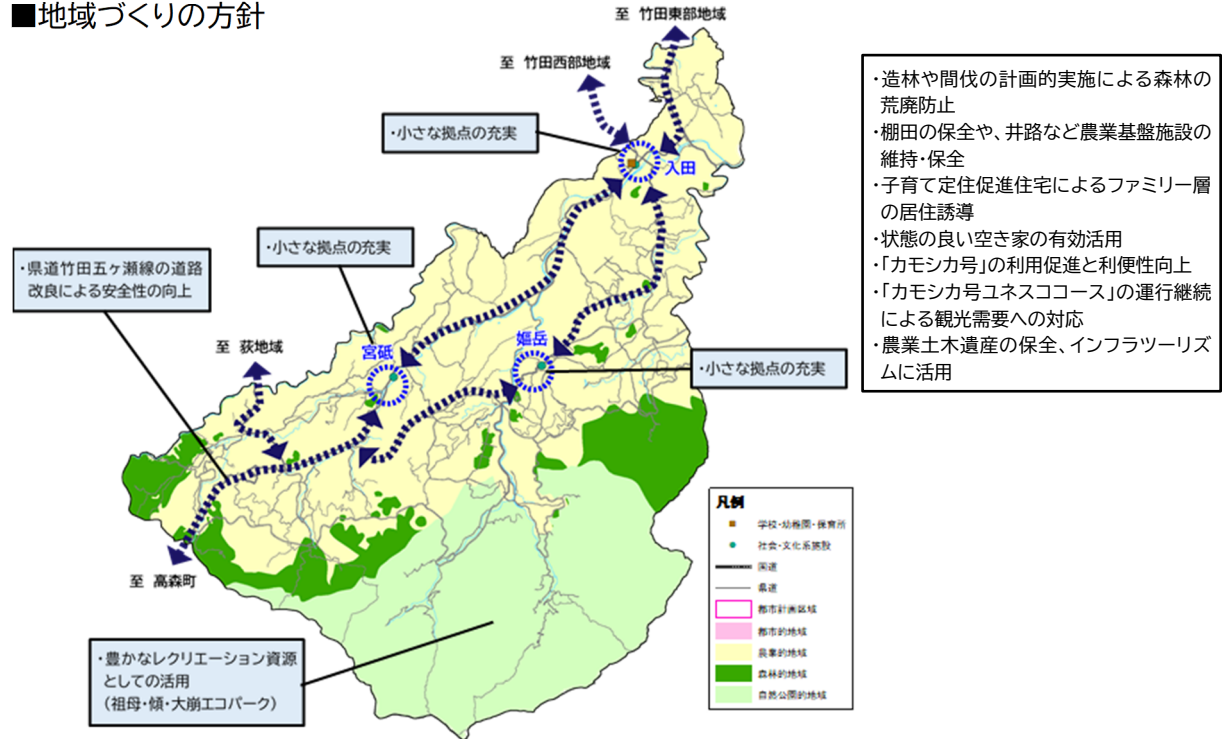 ■地域づくりの方針
至 竹田東部地域
至 竹田西部地域
・小さな拠点の充実
入田
・小さな拠点の充実
・県道竹田五ヶ瀬線の道路
改良による安全性の向上
至 荻地域
宮砥
嫗岳
・小さな拠点の充実
至 高森町
・豊かなレクリエーション資源
としての活用
(祖母・傾・大崩エコパーク)
・造林や間伐の計画的実施による森林の
荒廃防止
・棚田の保全や、井路など農業基盤施設の
維持・保全
・子育て定住促進住宅によるファミリー層
の居住誘導
・状態の良い空き家の有効活用
・「カモシカ号」の利用促進と利便性向上
・「カモシカ号ユネスココース」の運行継続
による観光需要への対応
・農業土木遺産の保全、インフラツーリズ
ムに活用
凡例
学校・幼稚園・保育所
社会・文化系施設
国道
県道
都市計画区域
都市的地域
農業的地域
森林的地域
自然公園的地域